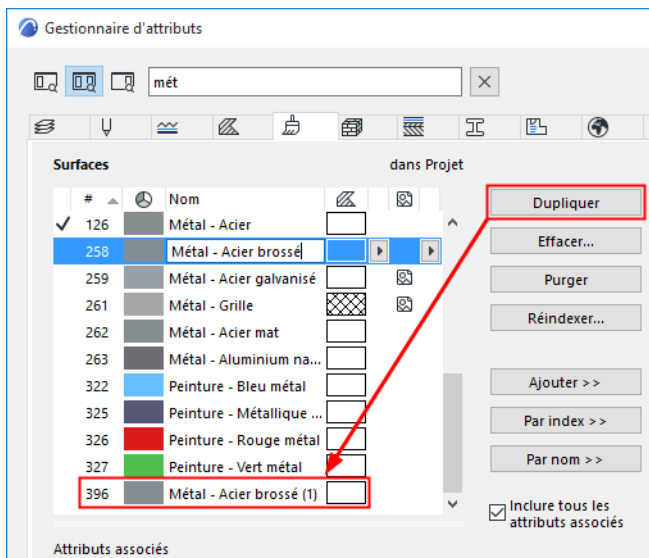 Gestionnaire d'attributs
mét
Surfaces dans Projet
# Nom
126 Métal - Acier
258 Métal - Acier brossé
259 Métal - Acier galvanisé
261 Métal - Grille
262 Métal - Acier mat
263 Métal - Aluminium na...
322 Peinture - Bleu métal
325 Peinture - Métallique ...
326 Peinture - Rouge métal
327 Peinture - Vert métal
396 Métal - Acier brossé (1)
Dupliquer
Effacer...
Purger
Réindexer...
Ajouter > >
Par index > >
Par nom > >
Inclure tous les
attributs associés
Attributs associés